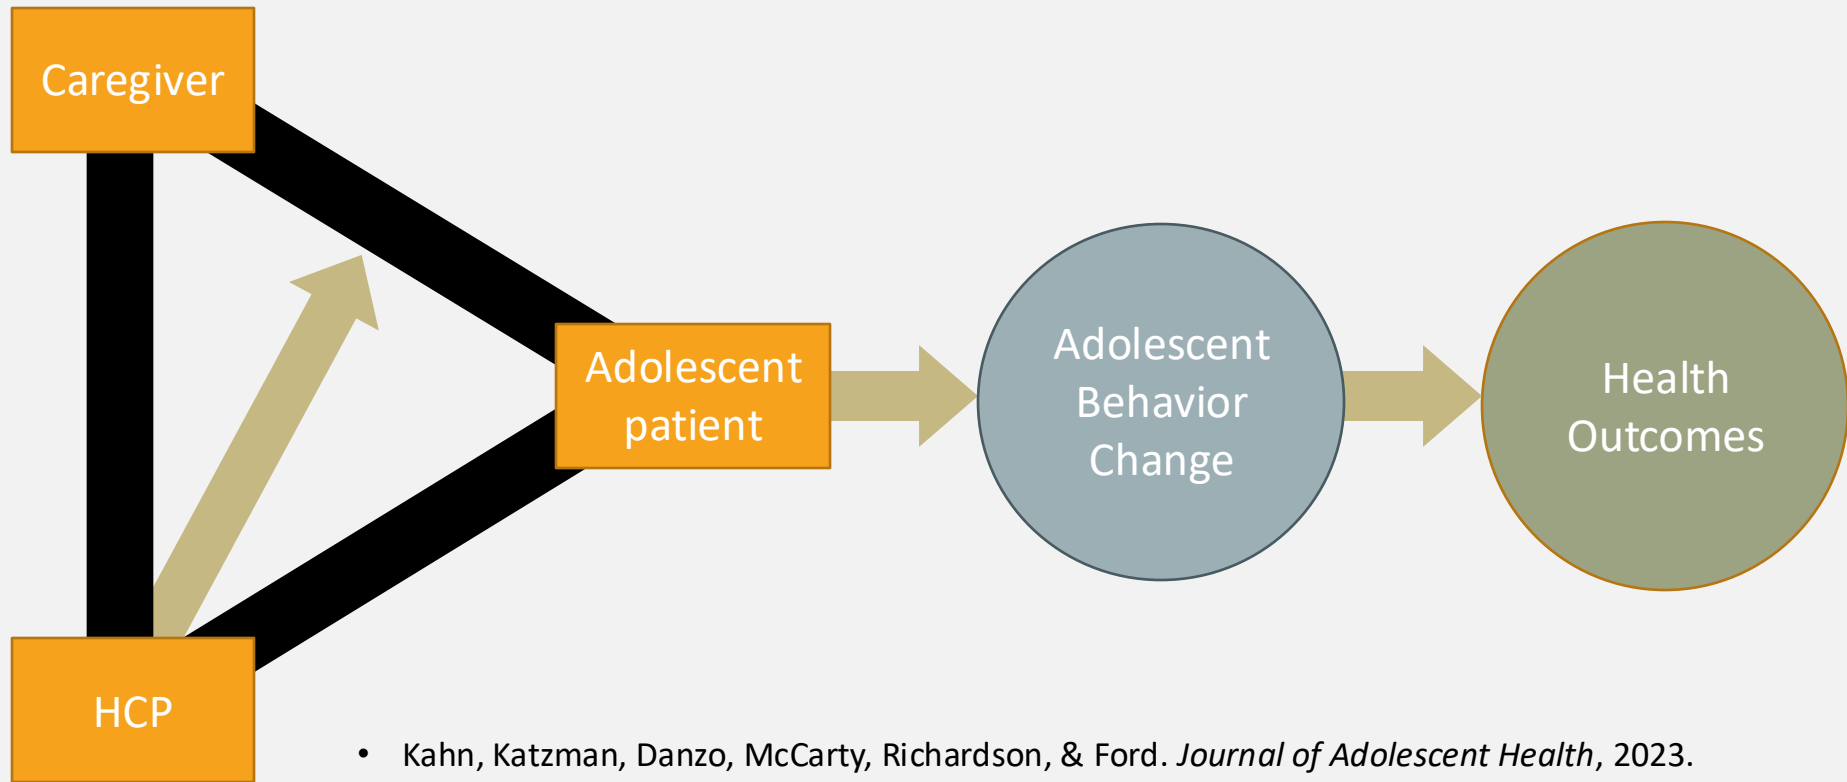 Caregiver
Adolescent
patient
Adolescent
Behavior
Change
Health
Outcomes
HCP
• Kahn, Katzman, Danzo, McCarty, Richardson, & Ford. Journal of Adolescent Health, 2023.